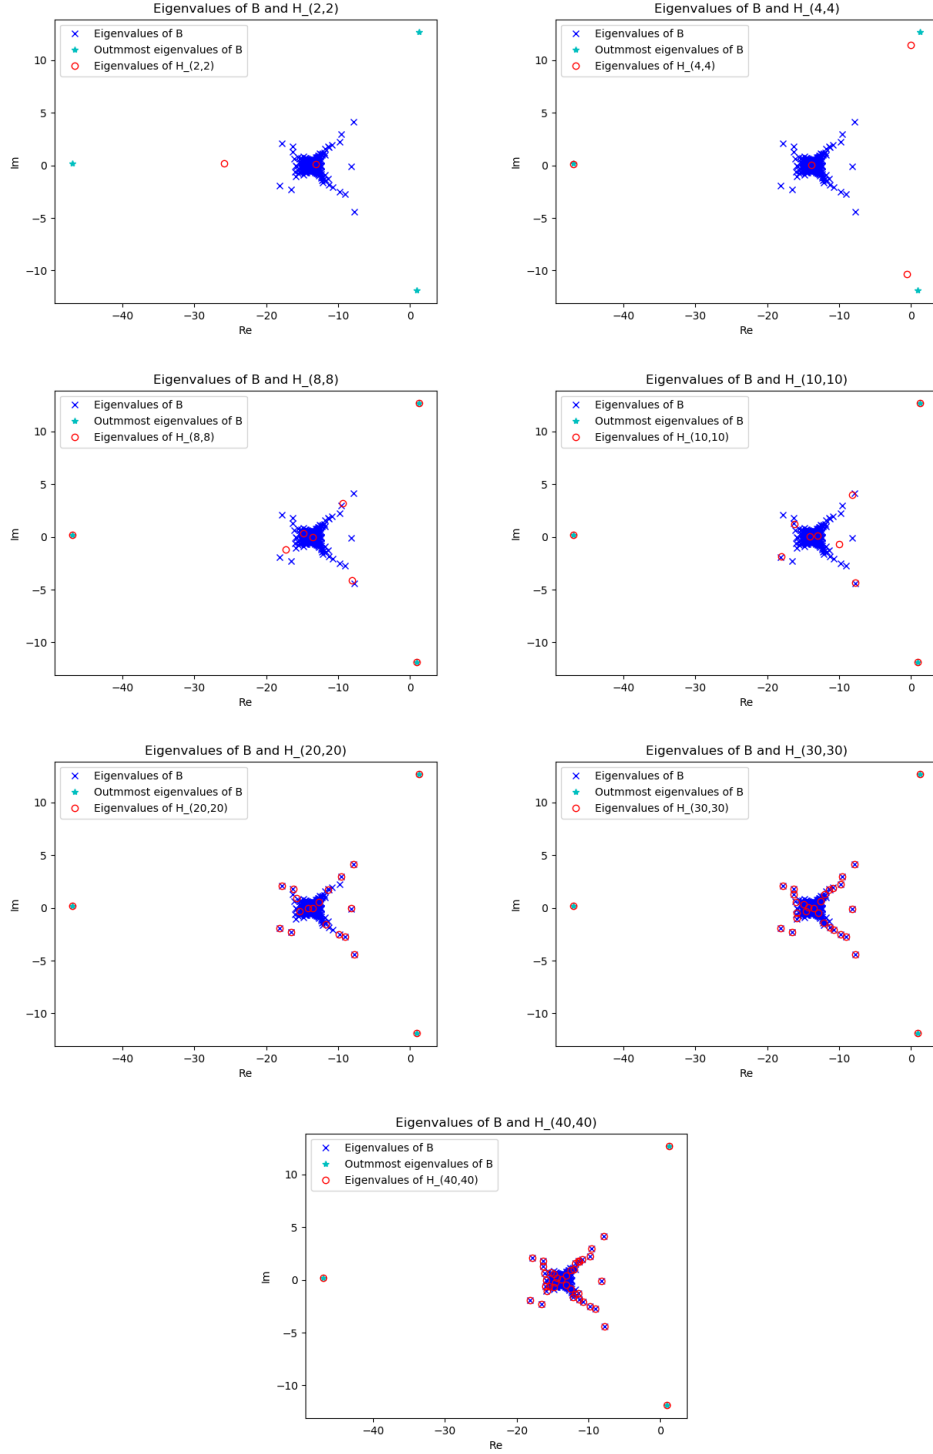 Eigenvalues of B and H_(2,2)
Eigenvalues of B
Outmmost eigenvalues of B
Eigenvalues of H_(2,2)
10
5
0
−5
−10
Im
−40
−30
−20
−10
0
Re
Eigenvalues of B and H_(4,4)
Eigenvalues of B
Outmmost eigenvalues of B
Eigenvalues of H_(4,4)
10
5
0
−5
−10
Im
−40
−30
−20
−10
0
Re
Eigenvalues of B and H_(8,8)
Eigenvalues of B
Outmmost eigenvalues of B
Eigenvalues of H_(8,8)
10
5
0
−5
−10
Im
−40
−30
−20
−10
0
Re
Eigenvalues of B and H_(10,10)
Eigenvalues of B
Outmmost eigenvalues of B
Eigenvalues of H_(10,10)
10
5
0
−5
−10
Im
−40
−30
−20
−10
0
Re
Eigenvalues of B and H_(20,20)
Eigenvalues of B
Outmmost eigenvalues of B
Eigenvalues of H_(20,20)
10
5
0
−5
−10
Im
−40
−30
−20
−10
0
Re
Eigenvalues of B and H_(30,30)
Eigenvalues of B
Outmmost eigenvalues of B
Eigenvalues of H_(30,30)
10
5
0
−5
−10
Im
−40
−30
−20
−10
0
Re
Eigenvalues of B and H_(40,40)
Eigenvalues of B
Outmmost eigenvalues of B
Eigenvalues of H_(40,40)
10
5
0
−5
−10
Im
−40
−30
−20
−10
0
Re